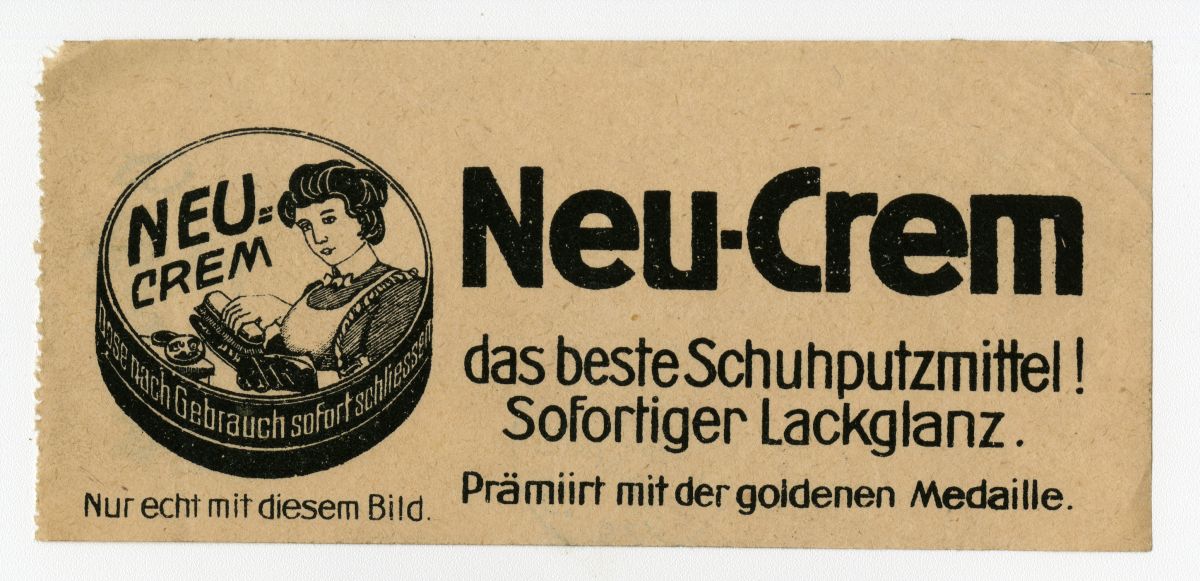 NEU=
CREM
Dose nach Gebrauch sofort schliessen
Nur echt mit diesem Bild.
Neu-Crem
das beste Schuhputzmittel!
Sofortiger Lackglanz.
Prämiirt mit der goldenen Medaille.